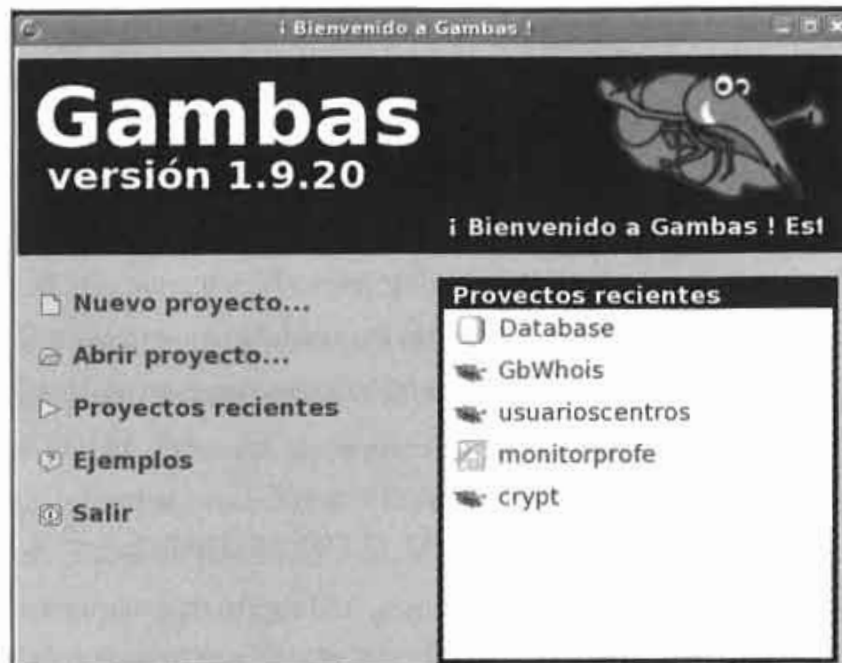 ¡ Bienvenido a Gambas !
Gambas
versión 1.9.20
¡ Bienvenido a Gambas ! Est
Nuevo proyecto...
Abrir proyecto...
Proyectos recientes
Ejemplos
Salir
Proyectos recientes
Database
GbWhois
usuarioscentros
monitorprofe
crypt